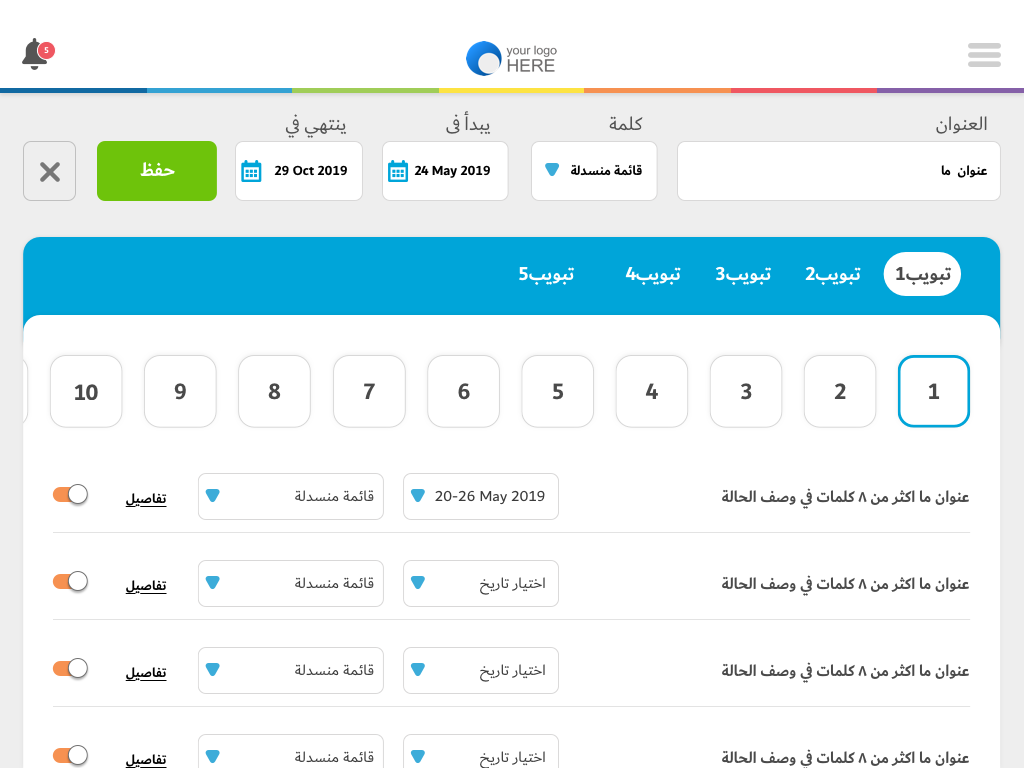 5
your logo
HERE
العنوان
كلمة
يبدأ فى
ينتهي في
عنوان ما
قائمة منسدلة
24 May 2019
29 Oct 2019
حفظ
تبويب1
تبويب2
تبويب3
تبويب4
تبويب5
1
2
3
4
5
6
7
8
9
10
عنوان ما اكثر من ٨ كلمات في وصف الحالة
20-26 May 2019
قائمة منسدلة
تفاصيل
عنوان ما اكثر من ٨ كلمات في وصف الحالة
اختيار تاريخ
قائمة منسدلة
تفاصيل
عنوان ما اكثر من ٨ كلمات في وصف الحالة
اختيار تاريخ
قائمة منسدلة
تفاصيل
عنوان ما اكثر من ٨ كلمات في وصف الحالة
اختيار تاريخ
قائمة منسدلة
تفاصيل